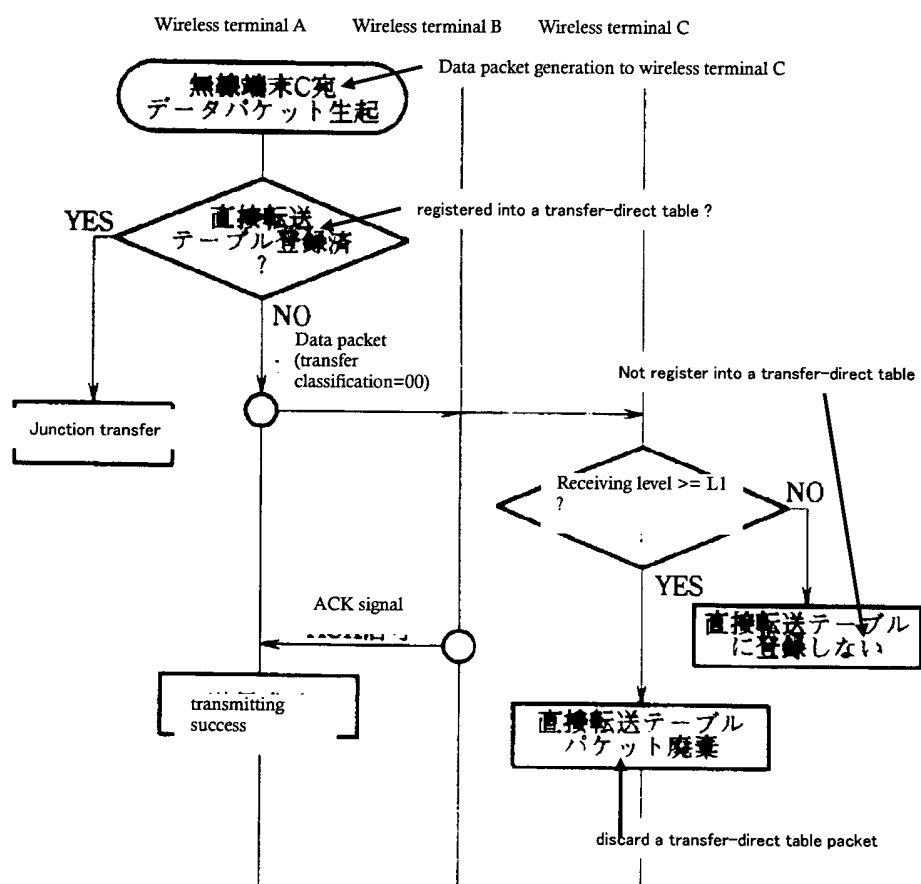 Wireless terminal A
Wireless terminal B
Wireless terminal C
無線端末C宛
データパケット生起
Data packet generation to wireless terminal C
YES
直接転送
テーブル登録済
?
registered into a transfer-direct table ?
NO
Data packet
(transfer
classification=00)
Not register into a transfer-direct table
Junction transfer
Receiving level >= L1
?
NO
YES
ACK signal
直接転送テーブル
に登録しない
transmitting
success
直接転送テーブル
パケット廃棄
discard a transfer-direct table packet